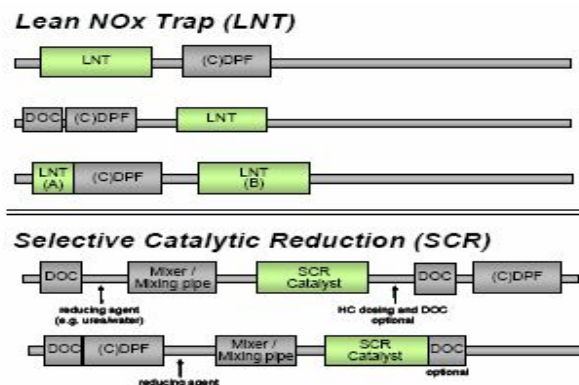 Lean NOx Trap (LNT)
LNT
(C)DPF
DOC
(C)DPF
LNT
LNT
(A)
(C)DPF
LNT
(B)
Selective Catalytic Reduction (SCR)
DOC
Mixer /
Mixing pipe
SCR
Catalyst
DOC
(C)DPF
reducing agent
(e.g. urea/water)
HC dosing and DOC
optional
DOC
(C)DPF
Mixer /
Mixing pipe
SCR
Catalyst
DOC
optional
reducing agent